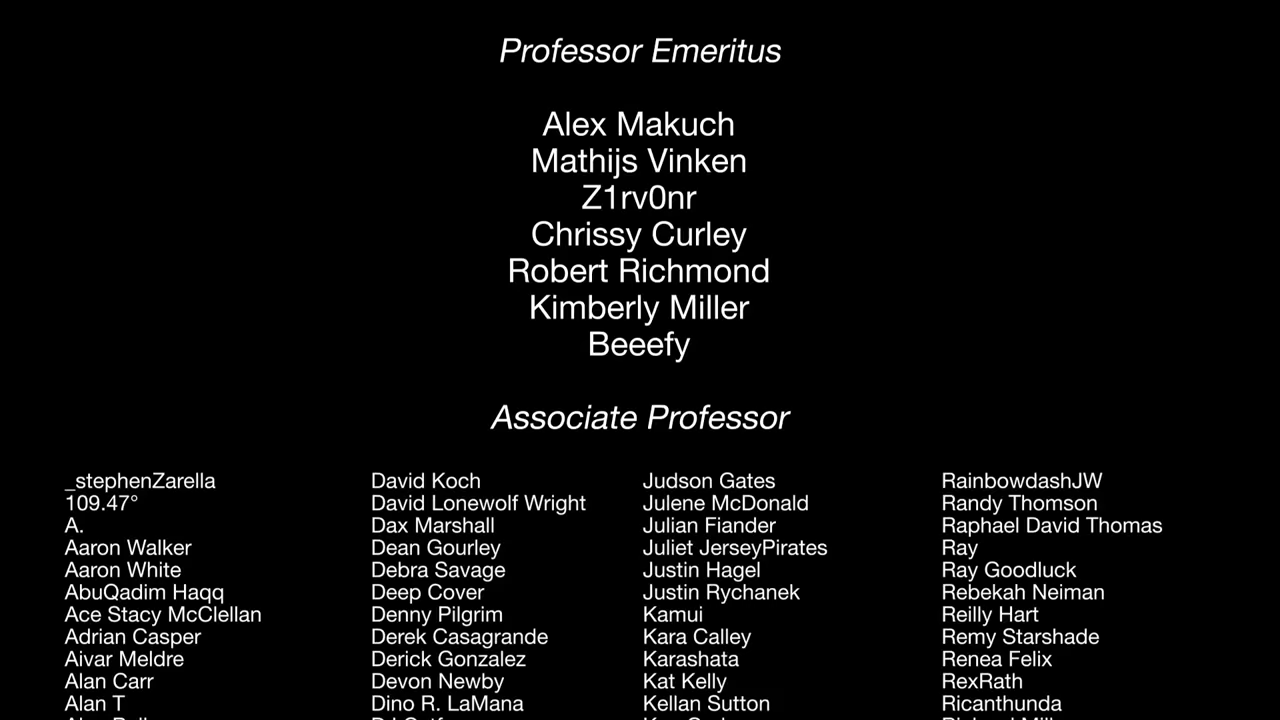 Professor Emeritus
Alex Makuch
Mathijs Vinken
Z1rv0nr
Chrissy Curley
Robert Richmond
Kimberly Miller
Beeefy
Associate Professor
_stephenZarella
109.47°
A.
Aaron Walker
Aaron White
AbuQadim Haqq
Ace Stacy McClellan
Adrian Casper
Aivar Meldre
Alan Carr
Alan T
David Koch
David Lonewolf Wright
Dax Marshall
Dean Gourley
Debra Savage
Deep Cover
Denny Pilgrim
Derek Casagrande
Derick Gonzalez
Devon Newby
Dino R. LaMana
Judson Gates
Julene McDonald
Julian Fiander
Juliet JerseyPirates
Justin Hagel
Justin Rychanek
Kamui
Kara Calley
Karashata
Kat Kelly
Kellan Sutton
RainbowdashJW
Randy Thomson
Raphael David Thomas
Ray
Ray Goodluck
Rebekah Neiman
Reilly Hart
Remy Starshade
Renea Felix
RexRath
Ricanthunda